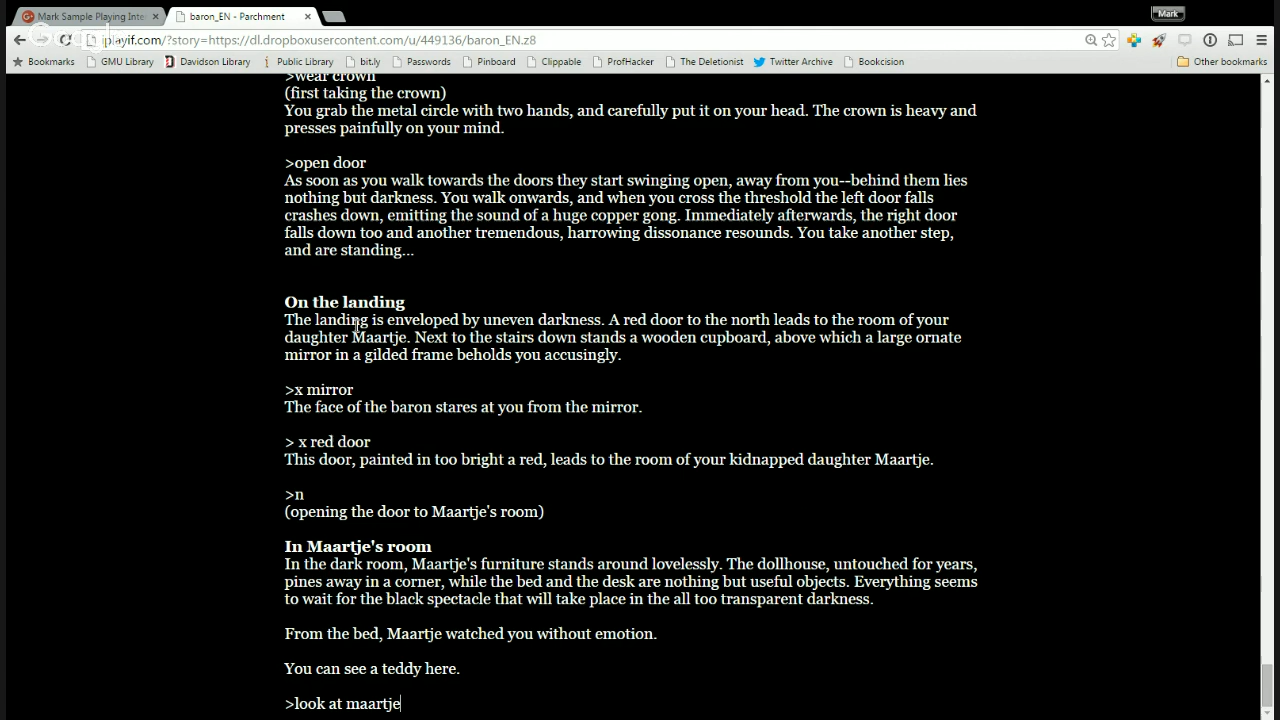 Mark Sample Playing Inte
baron_EN - Parchment
Mark
iplayif.com/?story=https://dl.dropboxusercontent.com/u/449136/baron_EN.z8
Bookmarks GMU Library Davidson Library Public Library bit.ly Passwords Pinboard Clippable ProfHacker The Deletionist Twitter Archive Bookcision Other bookmarks
>wear crown
(first taking the crown)
You grab the metal circle with two hands, and carefully put it on your head. The crown is heavy and
presses painfully on your mind.
>open door
As soon as you walk towards the doors they start swinging open, away from you--behind them lies
nothing but darkness. You walk onwards, and when you cross the threshold the left door falls
crashes down, emitting the sound of a huge copper gong. Immediately afterwards, the right door
falls down too and another tremendous, harrowing dissonance resounds. You take another step,
and are standing...
On the landing
The landing is enveloped by uneven darkness. A red door to the north leads to the room of your
daughter Maartje. Next to the stairs down stands a wooden cupboard, above which a large ornate
mirror in a gilded frame beholds you accusingly.
>x mirror
The face of the baron stares at you from the mirror.
> x red door
This door, painted in too bright a red, leads to the room of your kidnapped daughter Maartje.
>n
(opening the door to Maartje's room)
In Maartje's room
In the dark room, Maartje's furniture stands around lovelessly. The dollhouse, untouched for years,
pines away in a corner, while the bed and the desk are nothing but useful objects. Everything seems
to wait for the black spectacle that will take place in the all too transparent darkness.
From the bed, Maartje watched you without emotion.
You can see a teddy here.
>look at maartje